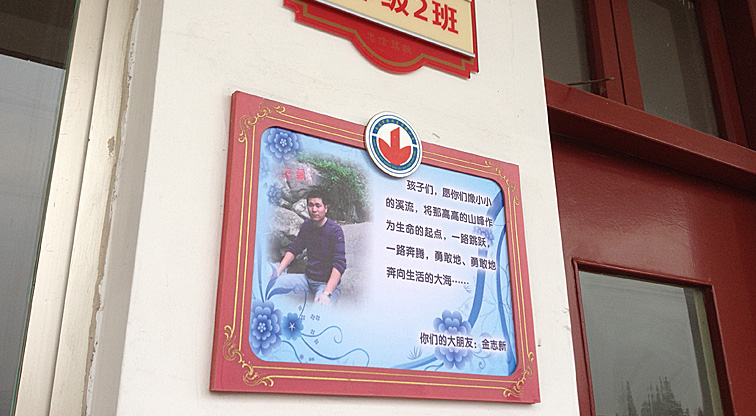 级2班
孩子们，愿你们像小小
的溪流，将那高高的山峰作
为生命的起点，一路跳跃，
一路奔腾，勇敢地、勇敢地
奔向生活的大海……
你们的大朋友：金志新